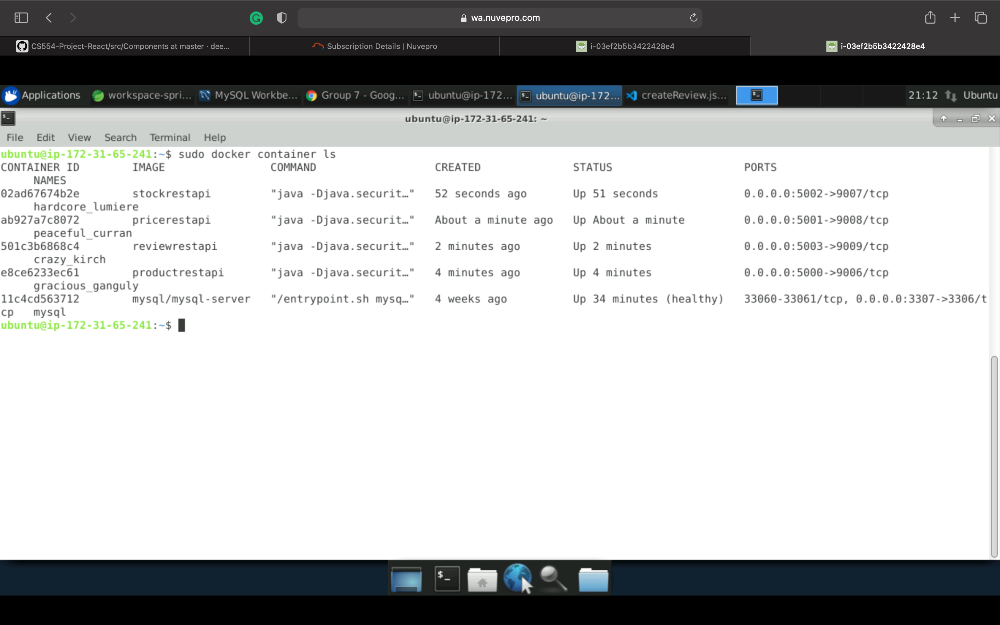 wa.nuvepro.com
CS554-Project-React/src/Components at master · dee...
Subscription Details | Nuvepro
i-03ef2b5b3422428e4
i-03ef2b5b3422428e4
Applications
workspace-spri...
MySQL Workbe...
Group 7 - Goog...
ubuntu@ip-172...
ubuntu@ip-172...
createReview.js...
21:12
Ubuntu
ubuntu@ip-172-31-65-241: ~
File Edit View Search Terminal Help
ubuntu@ip-172-31-65-241:~$ sudo docker container ls
CONTAINER ID        IMAGE                COMMAND                  CREATED              STATUS                    PORTS
     NAMES
02ad67674b2e        stockrestapi         "java -Djava.securit…"   52 seconds ago       Up 51 seconds             0.0.0.0:5002->9007/tcp
     hardcore_lumiere
ab927a7c8072        pricerestapi         "java -Djava.securit…"   About a minute ago   Up About a minute         0.0.0.0:5001->9008/tcp
     peaceful_curran
501c3b6868c4        reviewrestapi        "java -Djava.securit…"   2 minutes ago        Up 2 minutes              0.0.0.0:5003->9009/tcp
     crazy_kirch
e8ce6233ec61        productrestapi       "java -Djava.securit…"   4 minutes ago        Up 4 minutes              0.0.0.0:5000->9006/tcp
     gracious_ganguly
11c4cd563712        mysql/mysql-server   "/entrypoint.sh mysq…"   4 weeks ago          Up 34 minutes (healthy)   33060-33061/tcp, 0.0.0.0:3307->3306/t
cp   mysql
ubuntu@ip-172-31-65-241:~$